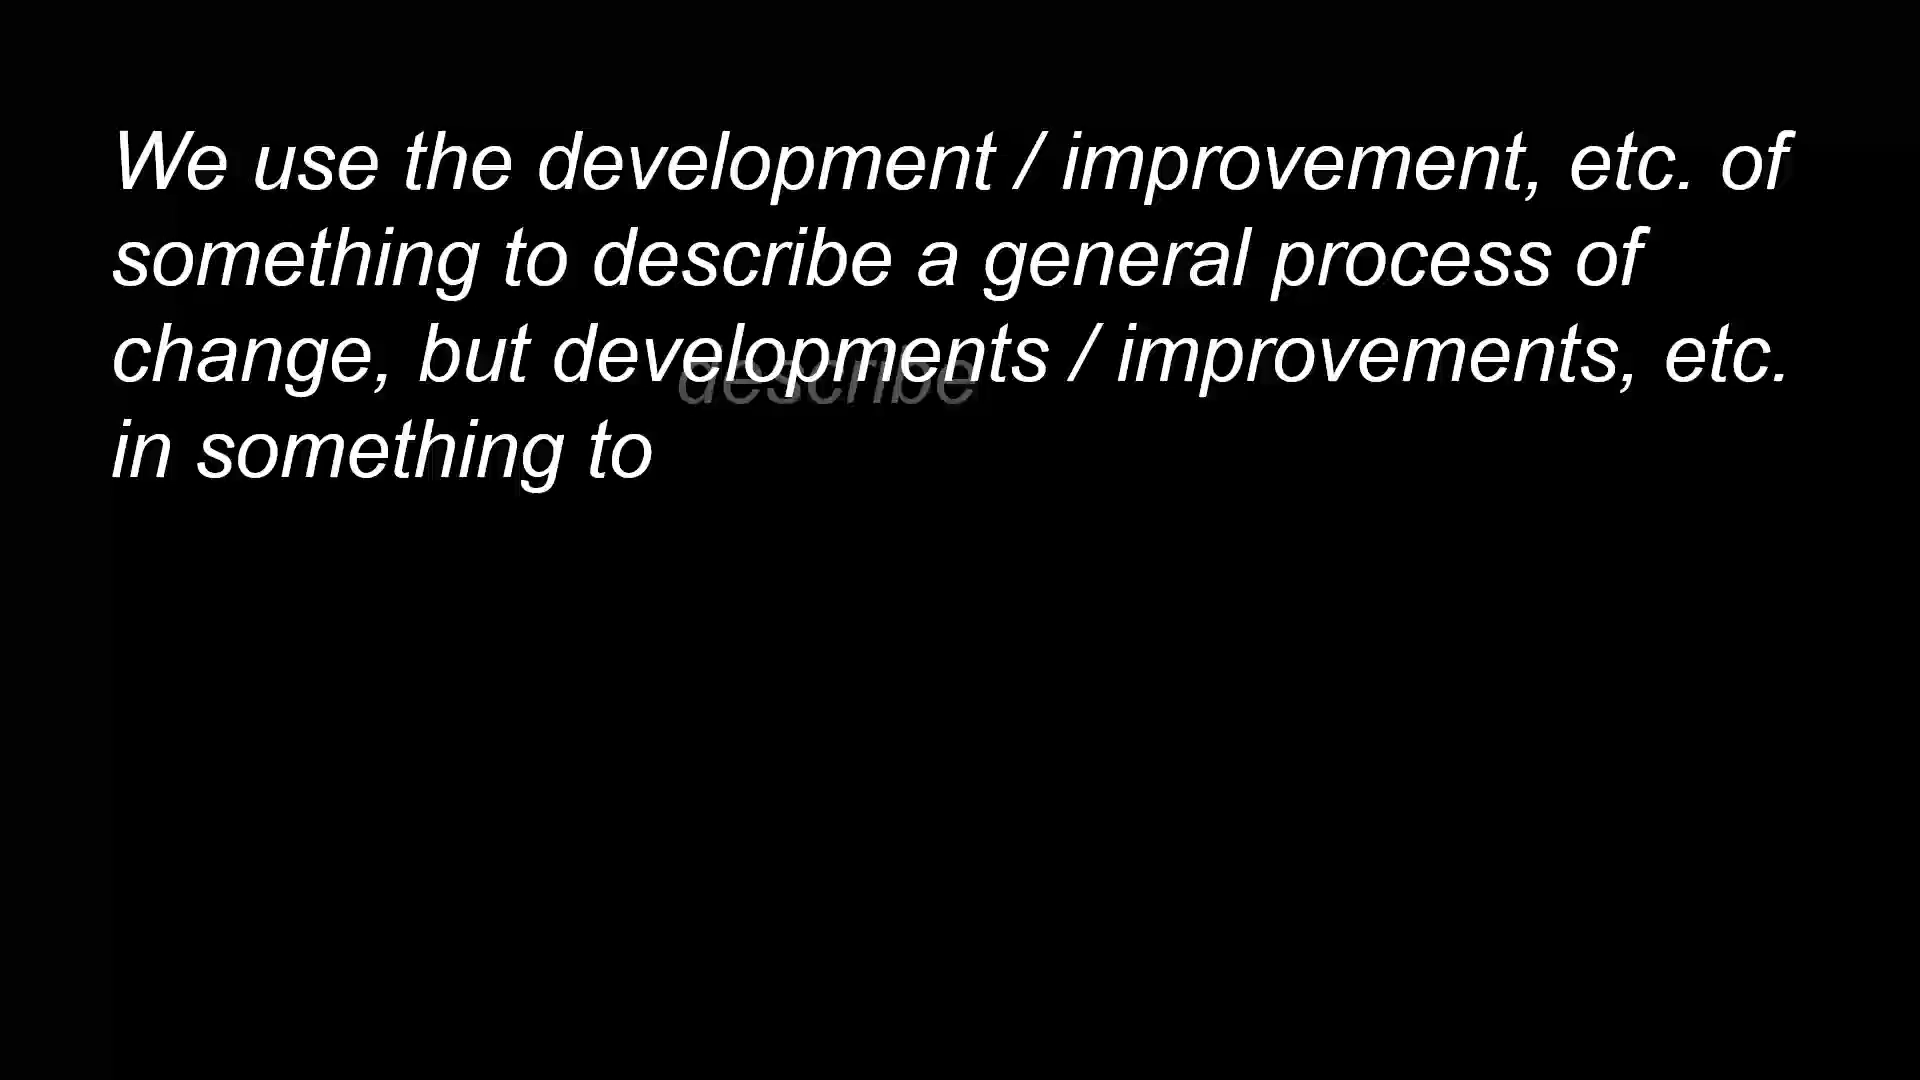 We use the development / improvement, etc. of
something to describe a general process of
change, but developments / improvements, etc.
in something to
describe